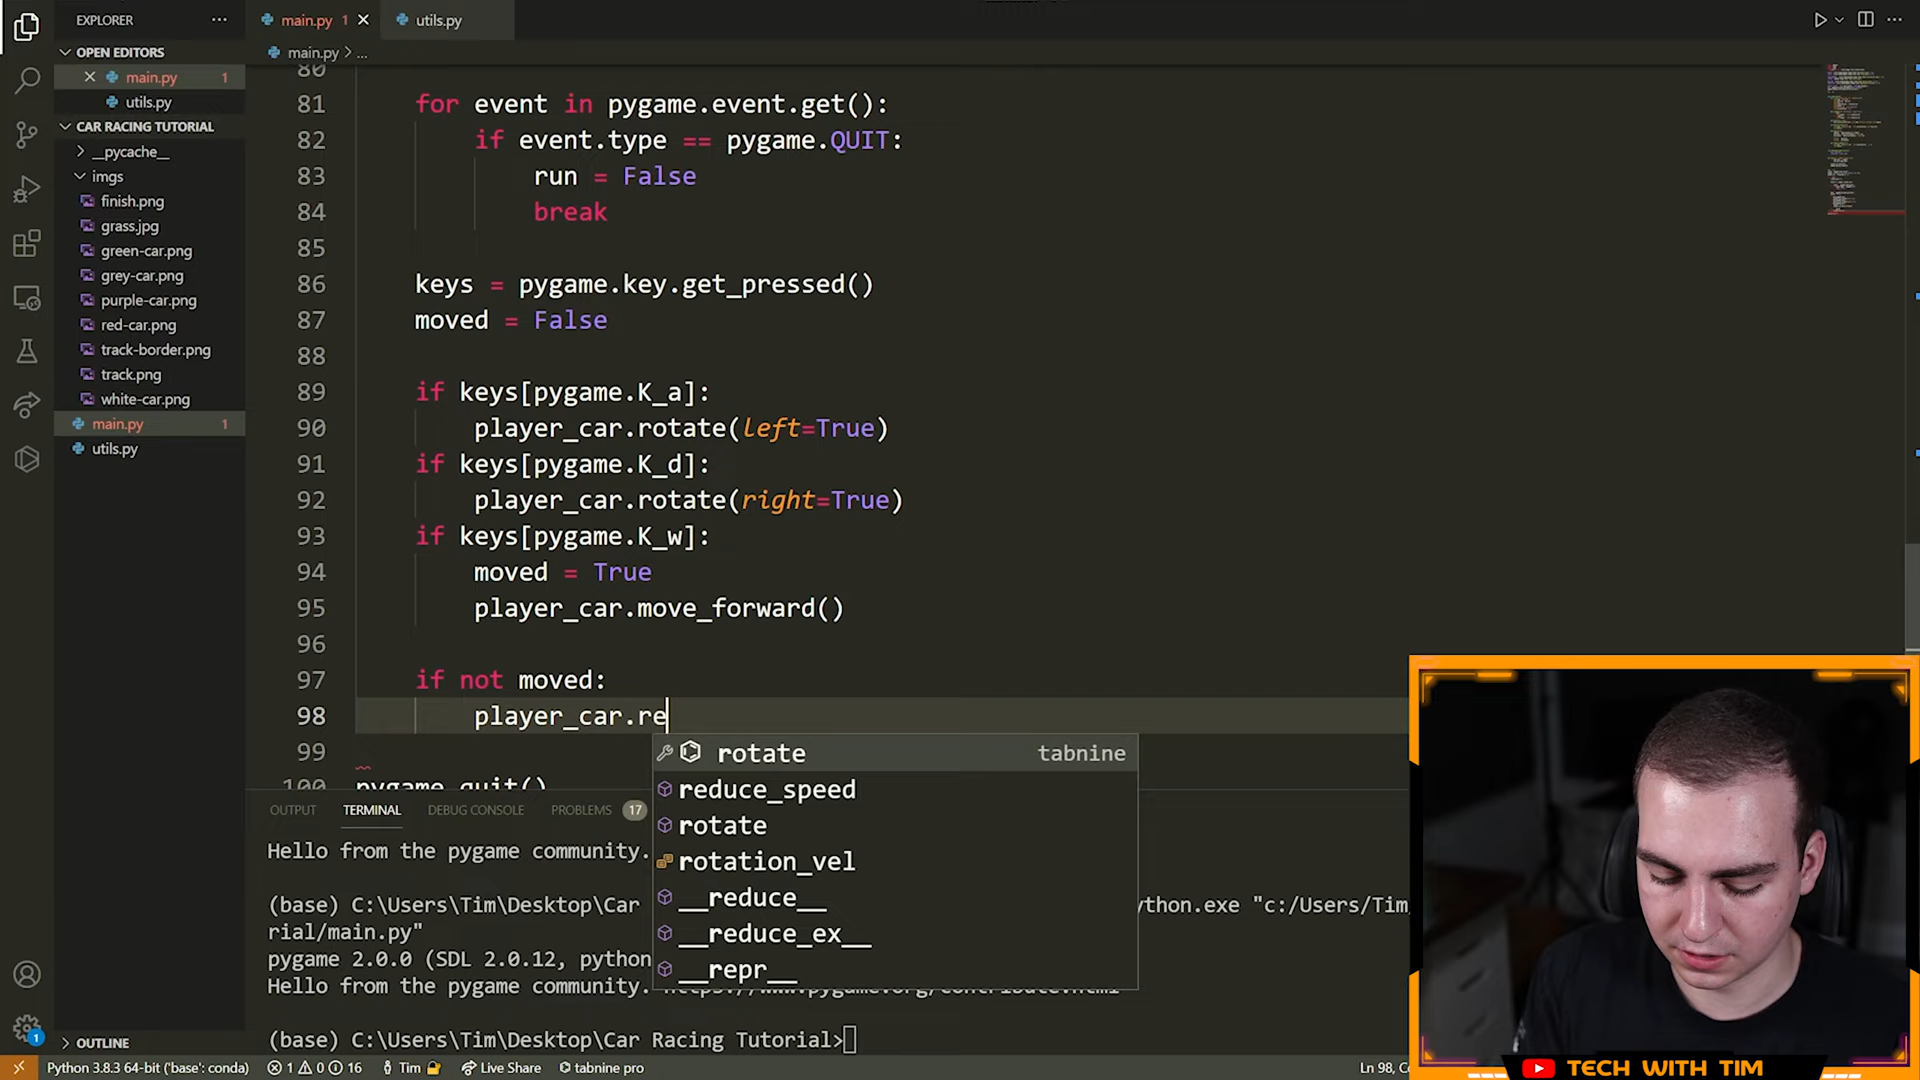 EXPLORER
main.py 1
utils.py
OPEN EDITORS
main.py > ...
main.py 1
utils.py
CAR RACING TUTORIAL
__pycache__
imgs
finish.png
grass.jpg
green-car.png
grey-car.png
purple-car.png
red-car.png
track-border.png
track.png
white-car.png
main.py 1
utils.py
OUTLINE
80
81 for event in pygame.event.get():
82 if event.type == pygame.QUIT:
83 run = False
84 break
85
86 keys = pygame.key.get_pressed()
87 moved = False
88
89 if keys[pygame.K_a]:
90 player_car.rotate(left=True)
91 if keys[pygame.K_d]:
92 player_car.rotate(right=True)
93 if keys[pygame.K_w]:
94 moved = True
95 player_car.move_forward()
96
97 if not moved:
98 player_car.re
99
100 pygame.quit()
rotate tabnine
reduce_speed
rotate
rotation_vel
__reduce__
__reduce_ex__
__repr__
OUTPUT TERMINAL DEBUG CONSOLE PROBLEMS 17
Hello from the pygame community.
(base) C:\Users\Tim\Desktop\Car ython.exe "c:/Users/Tim/
rial/main.py"
pygame 2.0.0 (SDL 2.0.12, python
Hello from the pygame community. https://www.pygame.org/contribute.html
(base) C:\Users\Tim\Desktop\Car Racing Tutorial>
1
Python 3.8.3 64-bit ('base': conda) 1 0 16 Tim Live Share tabnine pro Ln 98, C
TECH WITH TIM